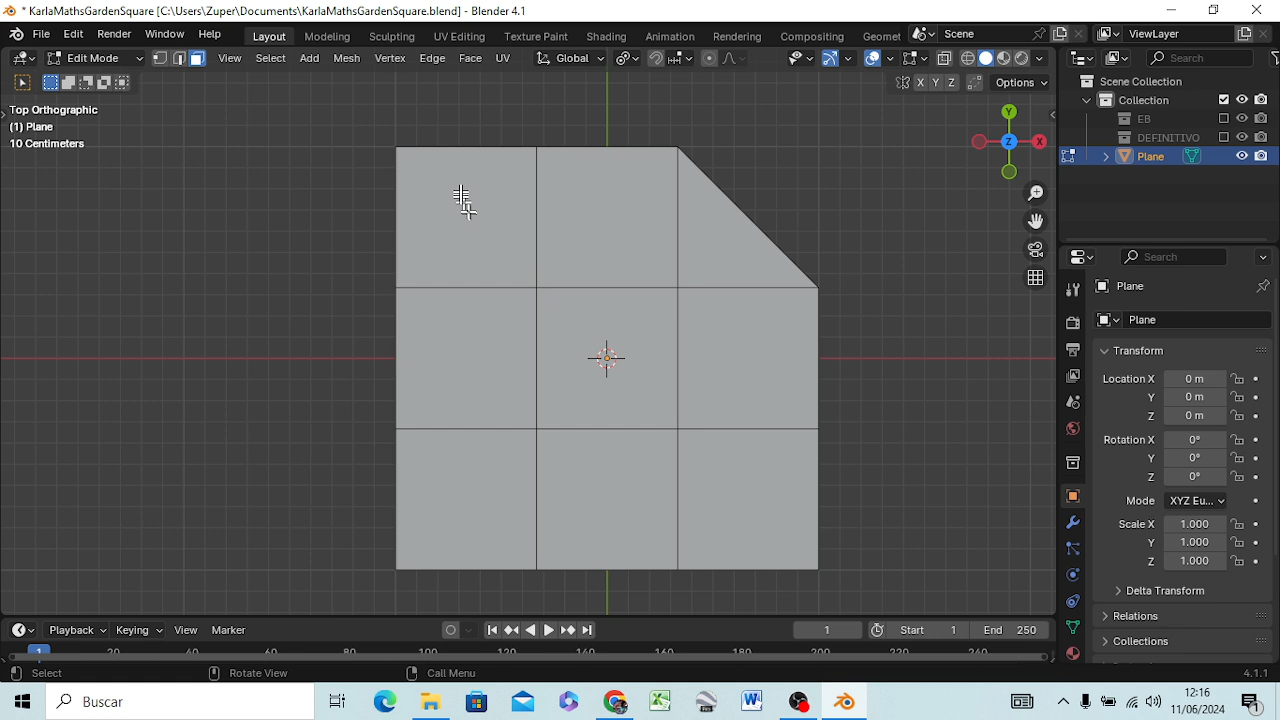 * KarlaMathsGardenSquare [C:\Users\Zuper\Documents\KarlaMathsGardenSquare.blend] - Blender 4.1
File Edit Render Window Help Layout Modeling Sculpting UV Editing Texture Paint Shading Animation Rendering Compositing Geomet Scene ViewLayer
Edit Mode View Select Add Mesh Vertex Edge Face UV Global Search
X Y Z Options
Scene Collection
Collection
EB
DEFINITIVO
Plane
Top Orthographic
(1) Plane
10 Centimeters
Y
Z X
Search
Plane
Plane
Transform
Location X 0 m
Y 0 m
Z 0 m
Rotation X 0°
Y 0°
Z 0°
Mode XYZ Eu...
Scale X 1.000
Y 1.000
Z 1.000
Delta Transform
Relations
Collections
Playback Keying View Marker 1 Start 1 End 250
1 20 40 60 80 100 120 140 160 180 200 220 240
Select Rotate View Call Menu 4.1.1
Buscar
12:16
11/06/2024
1